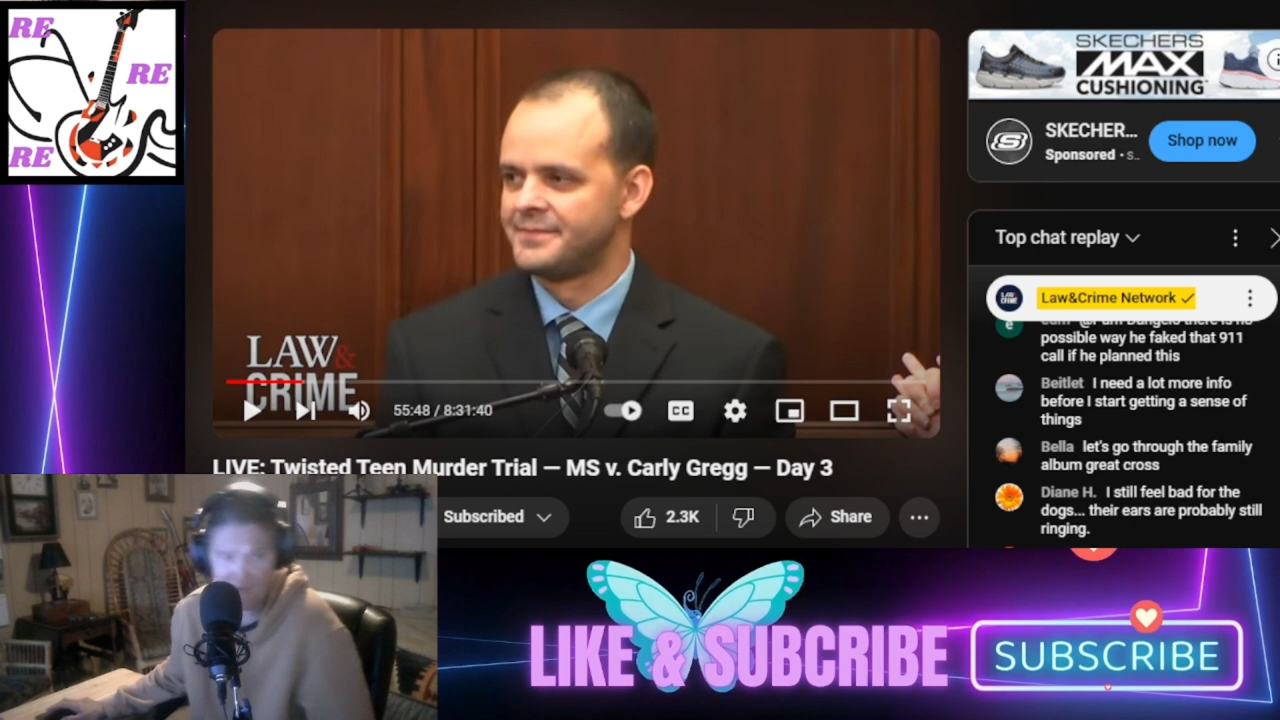 RE
RE
RE
SKECHERS
MAX
CUSHIONING
SKECHER...
Sponsored • s..
Shop now
Top chat replay
LAW&CRIME
Law&Crime Network
possible way he faked that 911
call if he planned this
Beitlet I need a lot more info
before I start getting a sense of
things
Bella let's go through the family
album great cross
Diane H. I still feel bad for the
dogs... their ears are probably still
ringing.
LAW&
CRIME
55:48 / 8:31:40
CC
LIVE: Twisted Teen Murder Trial — MS v. Carly Gregg — Day 3
Subscribed
2.3K
Share
LIKE & SUBCRIBE
SUBSCRIBE